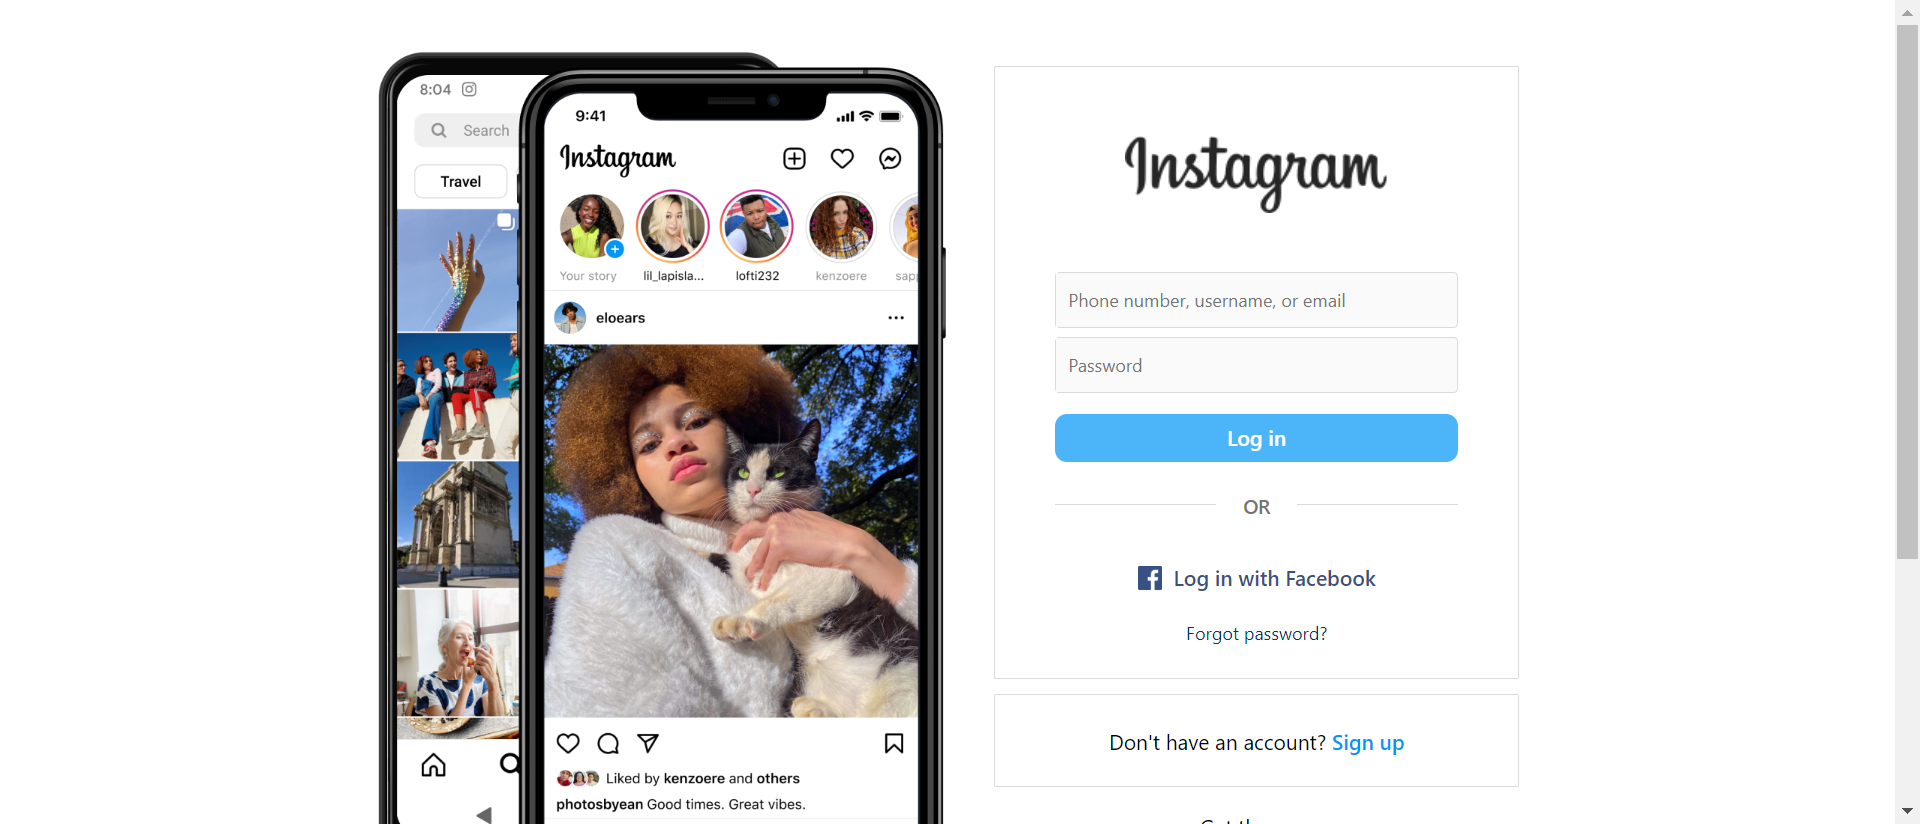 8:04
Search
Travel
9:41
Instagram
Your story
lil_lapisla...
lofti232
kenzoere
eloears
Liked by kenzoere and others
photosbyean Good times. Great vibes.
Instagram
Phone number, username, or email
Password
Log in
OR
Log in with Facebook
Forgot password?
Don't have an account? Sign up